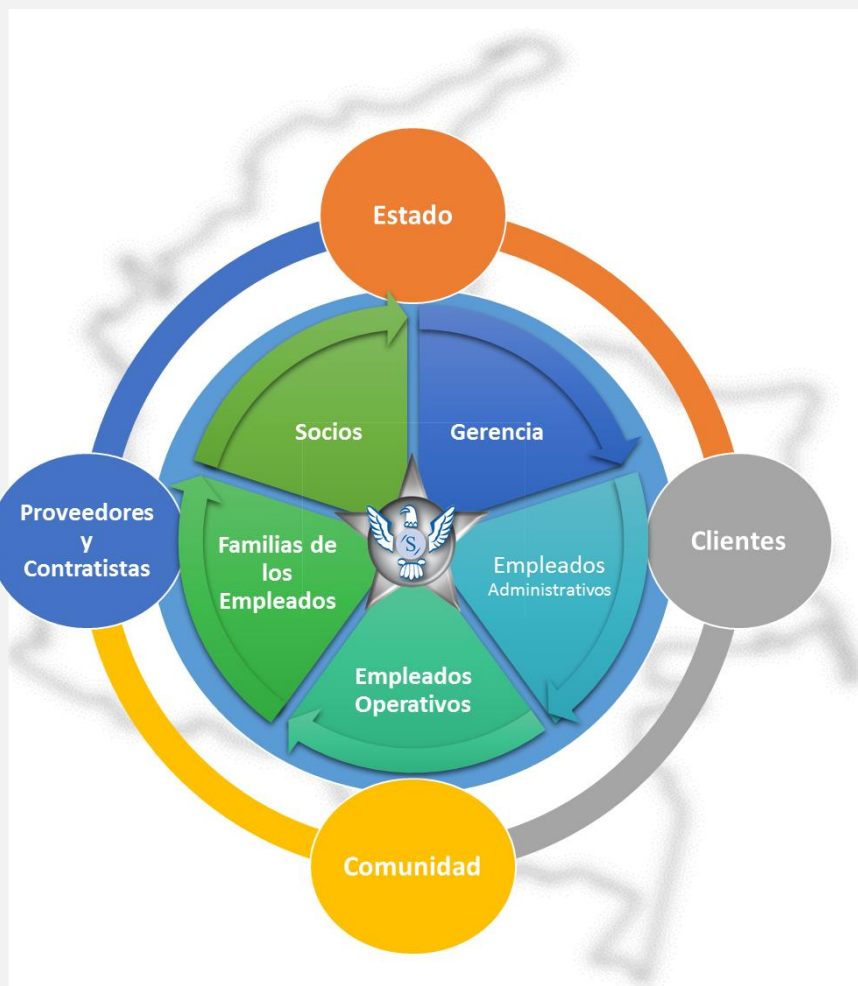 Estado
Socios
Gerencia
Proveedores
y
Contratistas
Familias de
los
Empleados
S
Empleados
Administrativos
Clientes
Empleados
Operativos
Comunidad